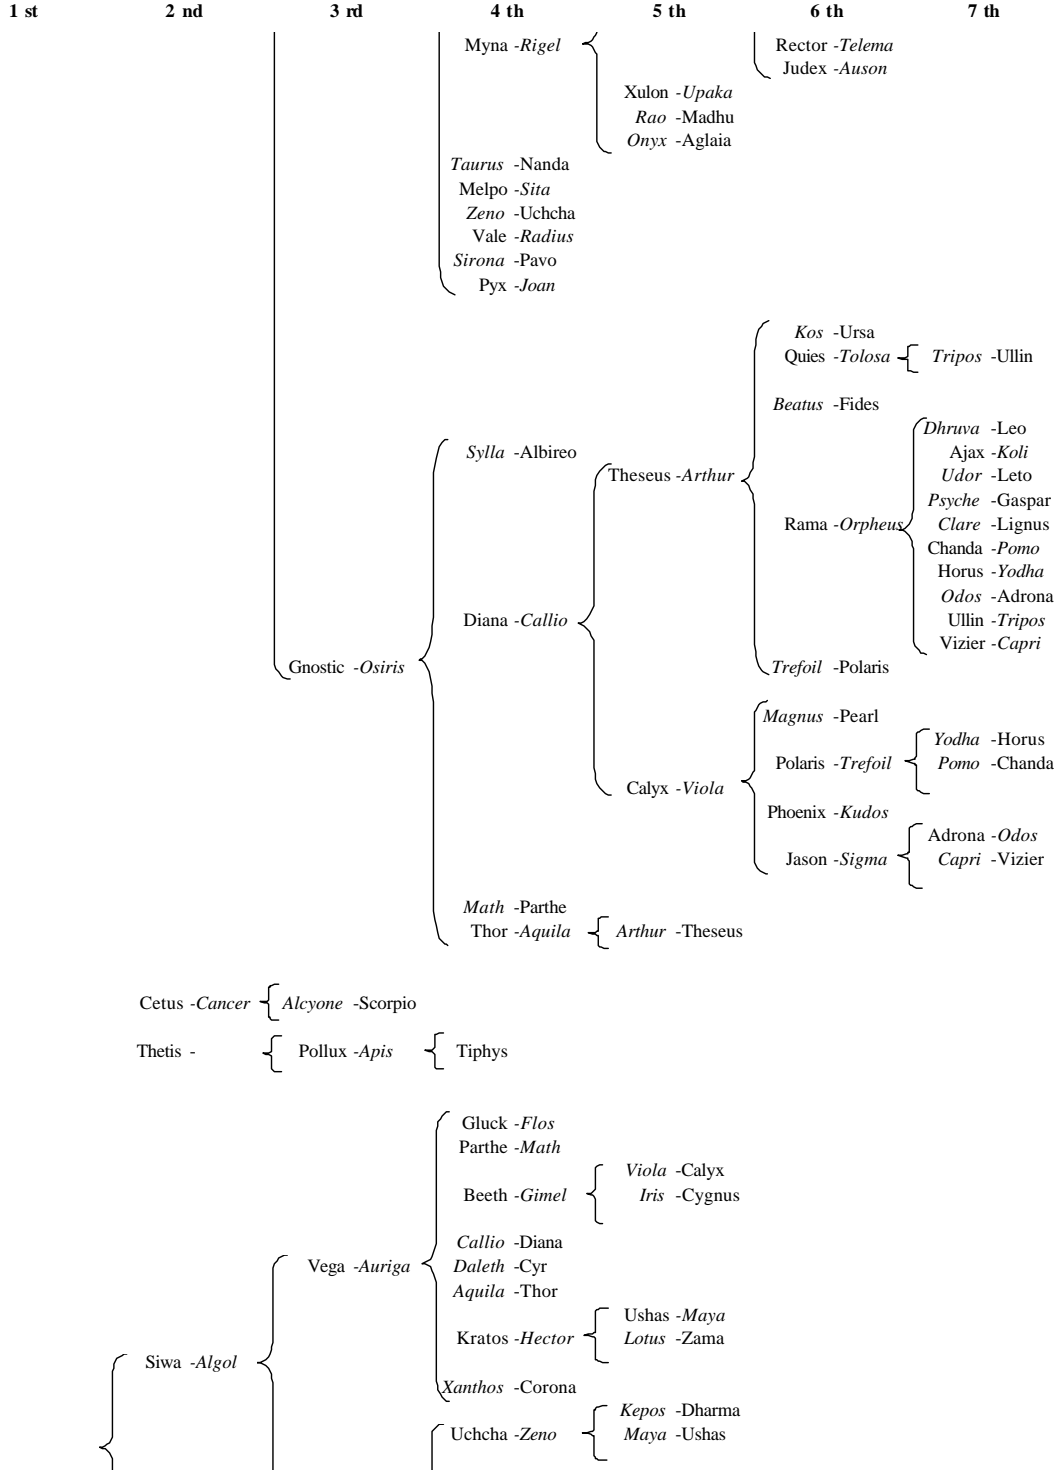 1 st 2 nd 3 rd 4 th 5 th 6 th 7 th
Myna -Rigel Rector -Telema
Judex -Auson
Xulon -Upaka
Rao -Madhu
Onyx -Aglaia
Taurus -Nanda
Melpo -Sita
Zeno -Uchcha
Vale -Radius
Sirona -Pavo
Pyx -Joan
Kos -Ursa
Quies -Tolosa Tripos -Ullin
Beatus -Fides
Dhruva -Leo
Sylla -Albireo Ajax -Koli
Theseus -Arthur Udor -Leto
Psyche -Gaspar
Rama -Orpheus Clare -Lignus
Chanda -Pomo
Horus -Yodha
Odos -Adrona
Diana -Callio Ullin -Tripos
Vizier -Capri
Gnostic -Osiris Trefoil -Polaris
Magnus -Pearl
Yodha -Horus
Polaris -Trefoil Pomo -Chanda
Calyx -Viola
Phoenix -Kudos
Adrona -Odos
Jason -Sigma Capri -Vizier
Math -Parthe
Thor -Aquila Arthur -Theseus
Cetus -Cancer Alcyone -Scorpio
Thetis - Pollux -Apis Tiphys
Gluck -Flos
Parthe -Math
Viola -Calyx
Beeth -Gimel Iris -Cygnus
Callio -Diana
Vega -Auriga Daleth -Cyr
Aquila -Thor
Ushas -Maya
Kratos -Hector Lotus -Zama
Siwa -Algol
Xanthos -Corona
Kepos -Dharma
Uchcha -Zeno Maya -Ushas